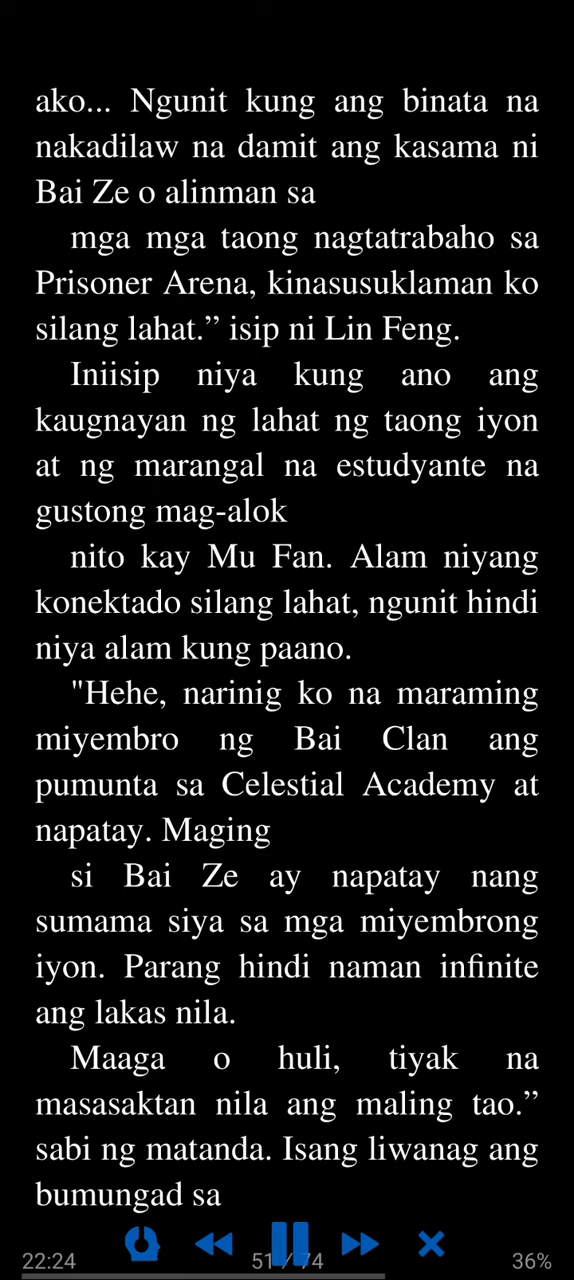 ako... Ngunit kung ang binata na
nakadilaw na damit ang kasama ni
Bai Ze o alinman sa
mga mga taong nagtatrabaho sa
Prisoner Arena, kinasusuklaman ko
silang lahat.” isip ni Lin Feng.
Iniisip niya kung ano ang
kaugnayan ng lahat ng taong iyon
at ng marangal na estudyante na
gustong mag-alok
nito kay Mu Fan. Alam niyang
konektado silang lahat, ngunit hindi
niya alam kung paano.
"Hehe, narinig ko na maraming
miyembro ng Bai Clan ang
pumunta sa Celestial Academy at
napatay. Maging
si Bai Ze ay napatay nang
sumama siya sa mga miyembrong
iyon. Parang hindi naman infinite
ang lakas nila.
Maaga o huli, tiyak na
masasaktan nila ang maling tao.”
sabi ng matanda. Isang liwanag ang
bumungad sa
22:24 51 / 74 36%